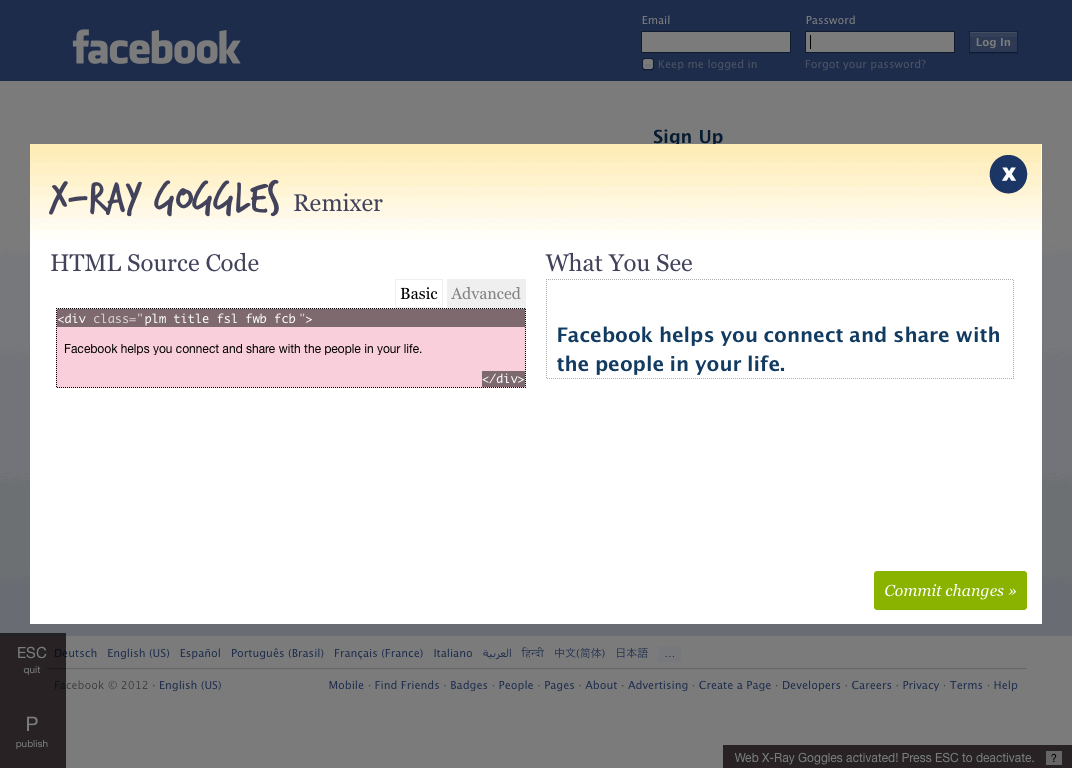 Email
Password
facebook
Log In
Keep me logged in
Forgot your password?
Sign Up
X-RAY GOGGLES Remixer
X
HTML Source Code
What You See
Basic
Advanced
<div class="plm title fsl fwb fcb">
Facebook helps you connect and share with the people in your life.
</div>
Facebook helps you connect and share with
the people in your life.
Commit changes »
ESC
quit
Deutsch English (US) Español Português (Brasil) Français (France) Italiano العربية हिन्दी 中文(简体) 日本語 ...
Facebook © 2012 · English (US)
Mobile · Find Friends · Badges · People · Pages · About · Advertising · Create a Page · Developers · Careers · Privacy · Terms · Help
P
publish
Web X-Ray Goggles activated! Press ESC to deactivate. ?